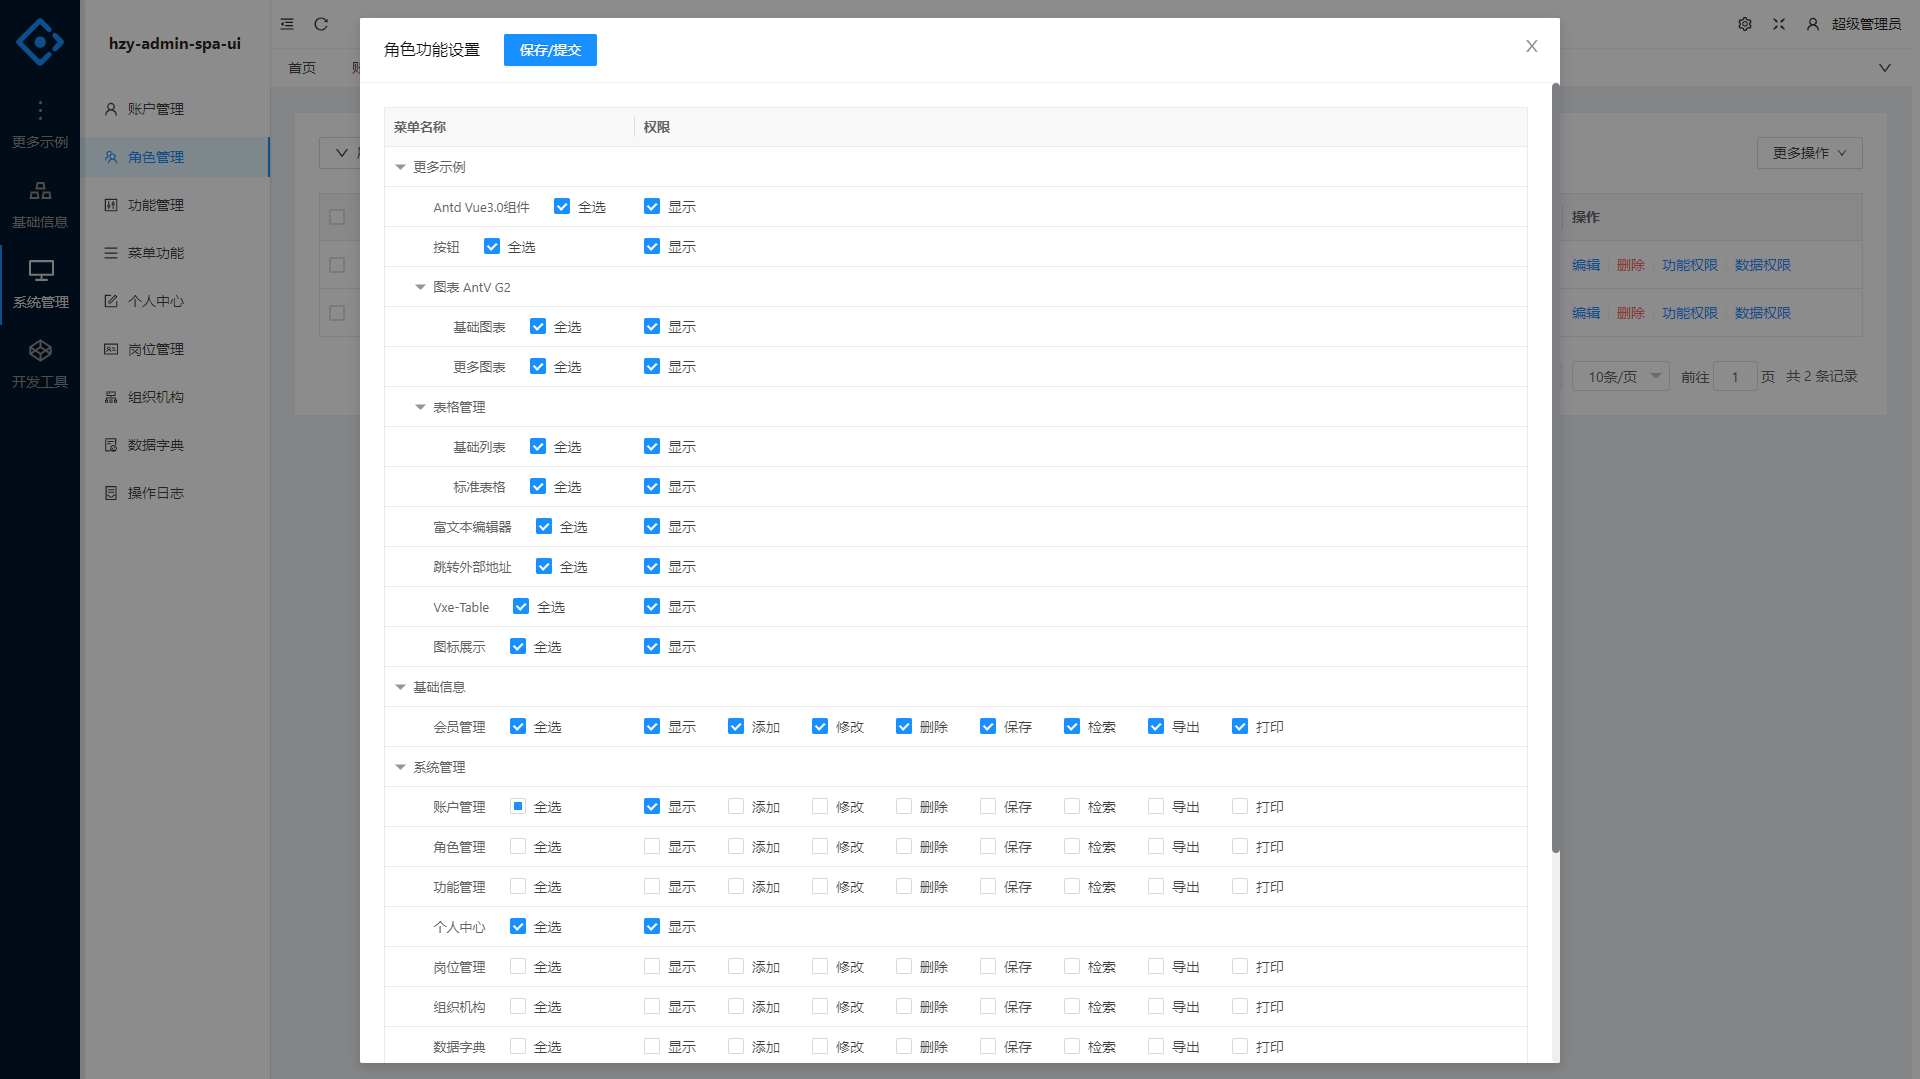 hzy-admin-spa-ui
更多示例
基础信息
系统管理
开发工具
账户管理
角色管理
功能管理
菜单功能
个人中心
岗位管理
组织机构
数据字典
操作日志
首页
超级管理员
更多操作
操作
编辑 删除 功能权限 数据权限
编辑 删除 功能权限 数据权限
10条/页 前往 1 页 共 2 条记录
角色功能设置 保存/提交
菜单名称 权限
更多示例
Antd Vue3.0组件 全选 显示
按钮 全选 显示
图表 AntV G2
基础图表 全选 显示
更多图表 全选 显示
表格管理
基础列表 全选 显示
标准表格 全选 显示
富文本编辑器 全选 显示
跳转外部地址 全选 显示
Vxe-Table 全选 显示
图标展示 全选 显示
基础信息
会员管理 全选 显示 添加 修改 删除 保存 检索 导出 打印
系统管理
账户管理 全选 显示 添加 修改 删除 保存 检索 导出 打印
角色管理 全选 显示 添加 修改 删除 保存 检索 导出 打印
功能管理 全选 显示 添加 修改 删除 保存 检索 导出 打印
个人中心 全选 显示
岗位管理 全选 显示 添加 修改 删除 保存 检索 导出 打印
组织机构 全选 显示 添加 修改 删除 保存 检索 导出 打印
数据字典 全选 显示 添加 修改 删除 保存 检索 导出 打印